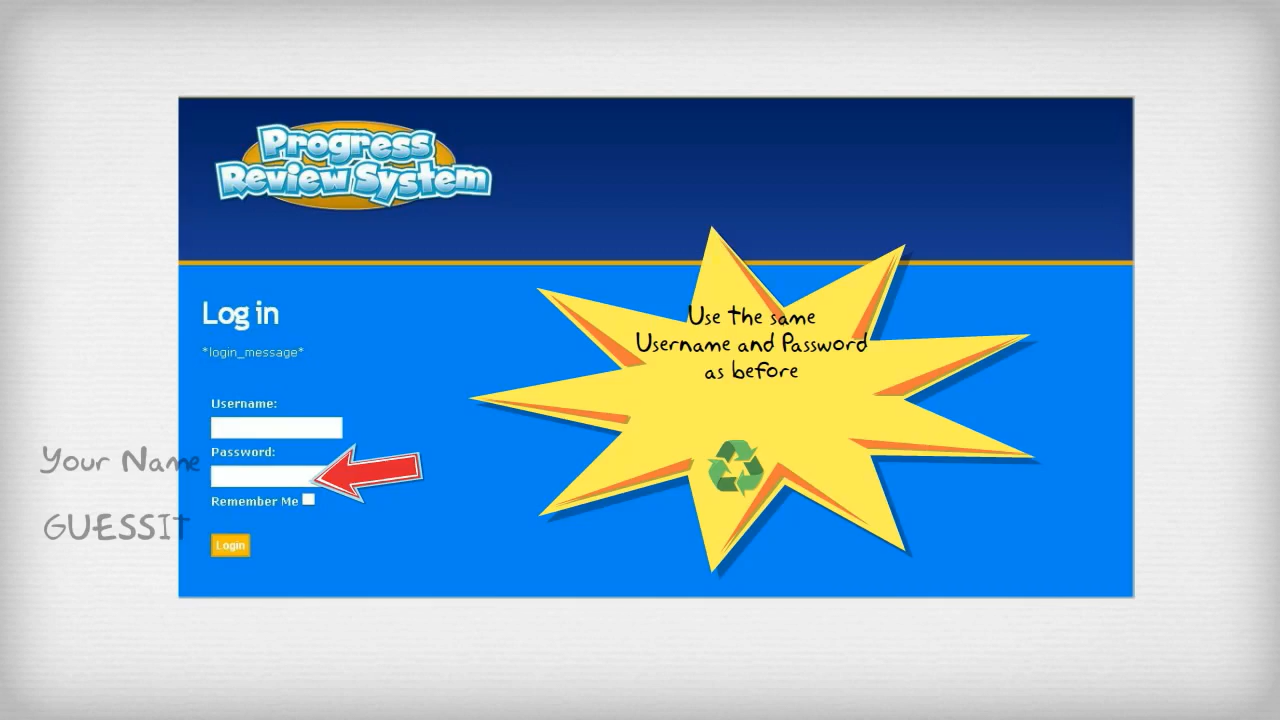 Progress
Review System
Log in
*login_message*
Use the same
Username and Password
as before
Username:
Password:
Remember Me
Login
Your Name
GUESSIt